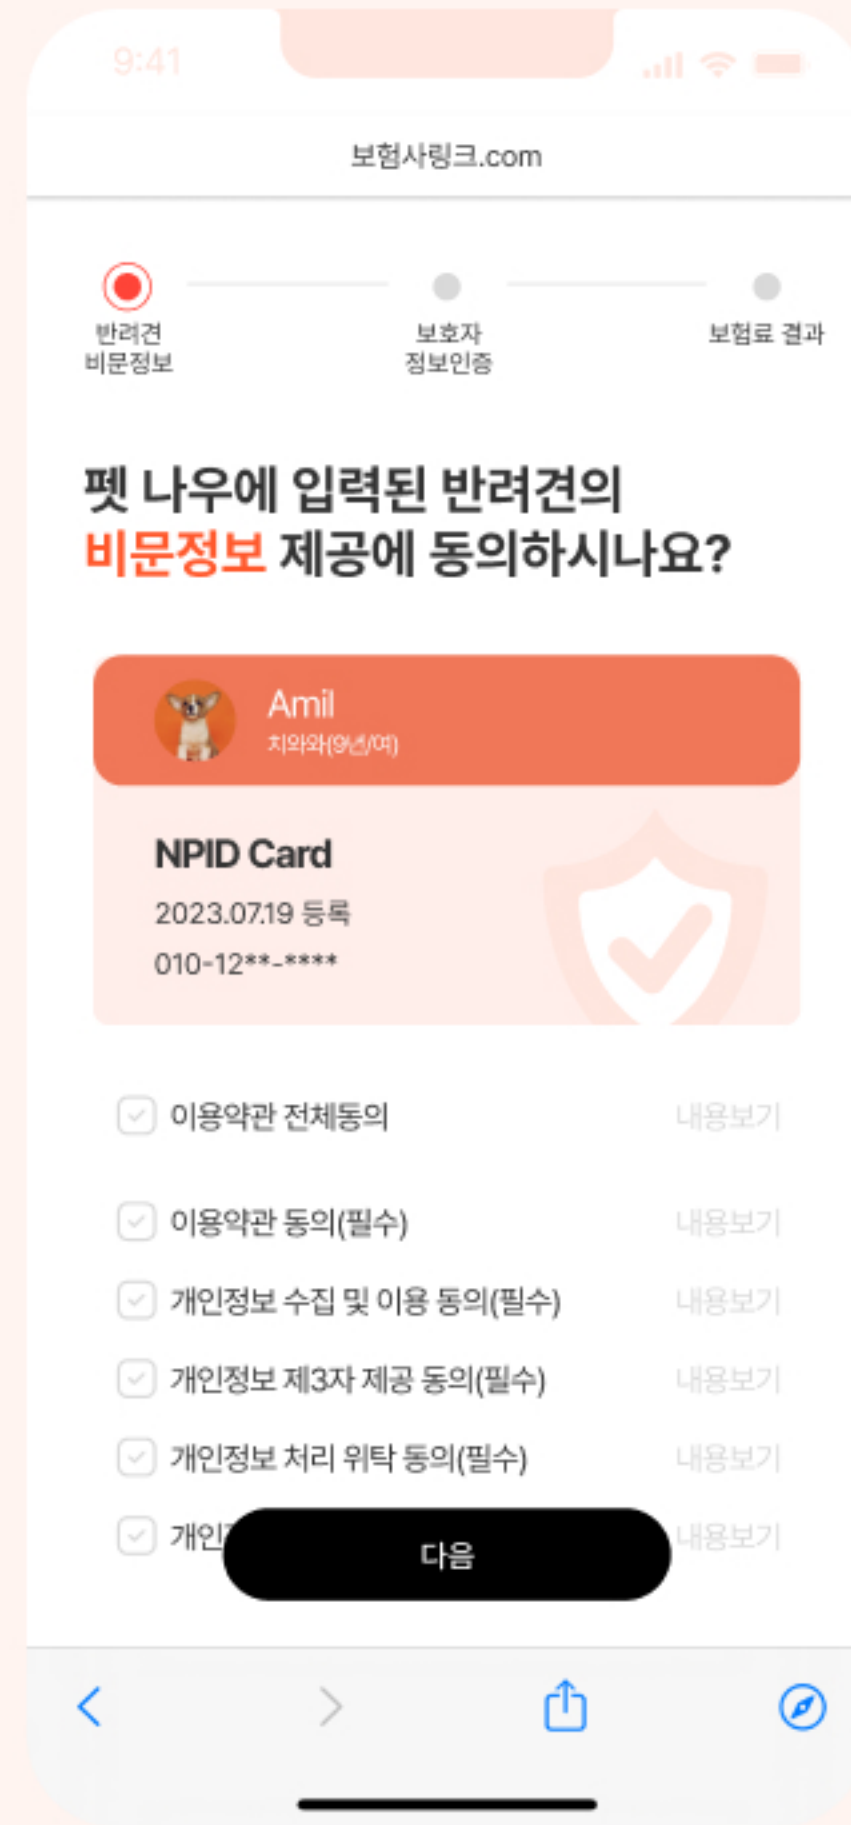 9:41
보험사링크.com
반려견
비문정보
보호자
정보인증
보험료 결과
펫 나우에 입력된 반려견의
비문정보 제공에 동의하시나요?
Amil
치와와(9년/여)
NPID Card
2023.07.19 등록
010-12**-****
이용약관 전체동의 내용보기
이용약관 동의(필수) 내용보기
개인정보 수집 및 이용 동의(필수) 내용보기
개인정보 제3자 제공 동의(필수) 내용보기
개인정보 처리 위탁 동의(필수) 내용보기
개인 내용보기
다음